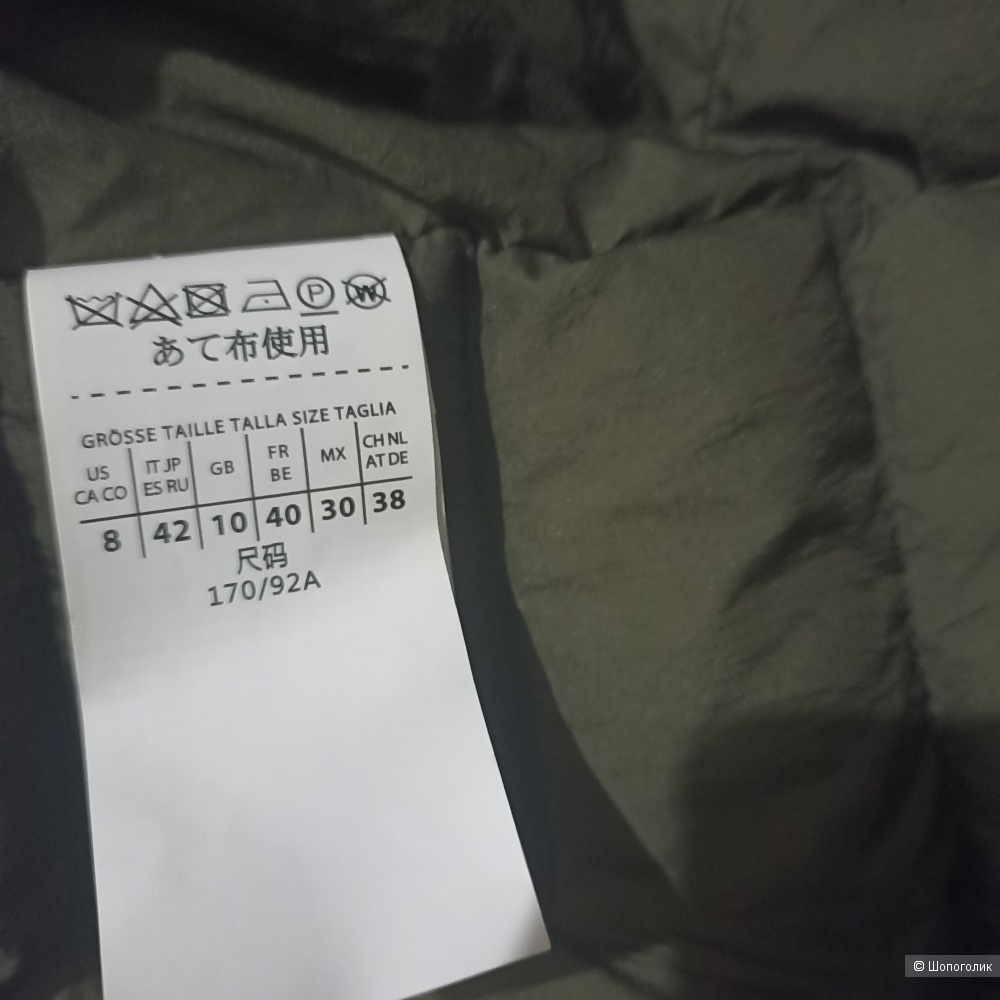 P W
あて布使用
GRÖSSE TAILLE TALLA SIZE TAGLIA
US CA CO | IT JP ES RU | GB | FR BE | MX | CH NL AT DE
8 | 42 | 10 | 40 | 30 | 38
尺码
170/92A
© Шопоголик